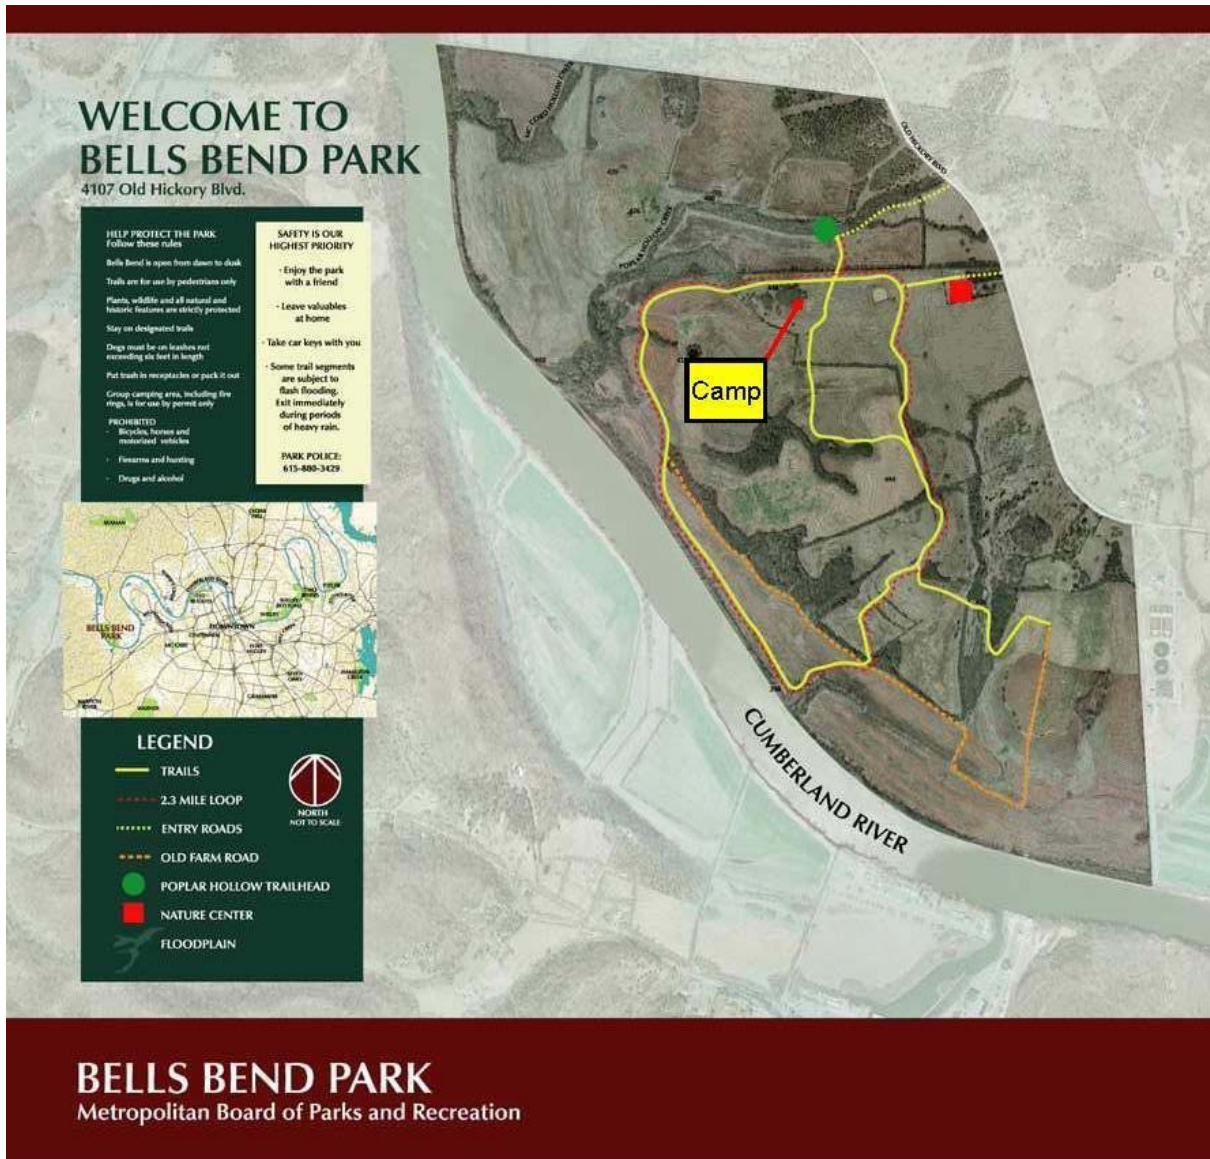 WELCOME TO
BELLS BEND PARK
4107 Old Hickory Blvd.
HELP PROTECT THE PARK
Follow these rules
Bells Bend is open from dawn to dusk
Trails are for use by pedestrians only
Plants, wildlife and all natural and
historic features are strictly protected
Stay on designated trails
Dogs must be on leashes not
exceeding six feet in length
Put trash in receptacles or pack it out
Group camping area, including fire
rings, is for use by permit only
PROHIBITED
- Bicycles, horses and
motorized vehicles
- Firearms and hunting
- Drugs and alcohol
SAFETY IS OUR
HIGHEST PRIORITY
- Enjoy the park
with a friend
- Leave valuables
at home
- Take car keys with you
- Some trail segments
are subject to
flash flooding.
Exit immediately
during periods
of heavy rain.
PARK POLICE:
615-880-3429
BEAMAN
BELLS BEND
PARK
DOWNTOWN
SHELBY
WARNER
LEGEND
TRAILS
2.3 MILE LOOP
ENTRY ROADS
OLD FARM ROAD
POPLAR HOLLOW TRAILHEAD
NATURE CENTER
FLOODPLAIN
NORTH
NOT TO SCALE
OLD HICKORY BLVD
POPLAR HOLLOW CREEK
Camp
CUMBERLAND RIVER
BELLS BEND PARK
Metropolitan Board of Parks and Recreation